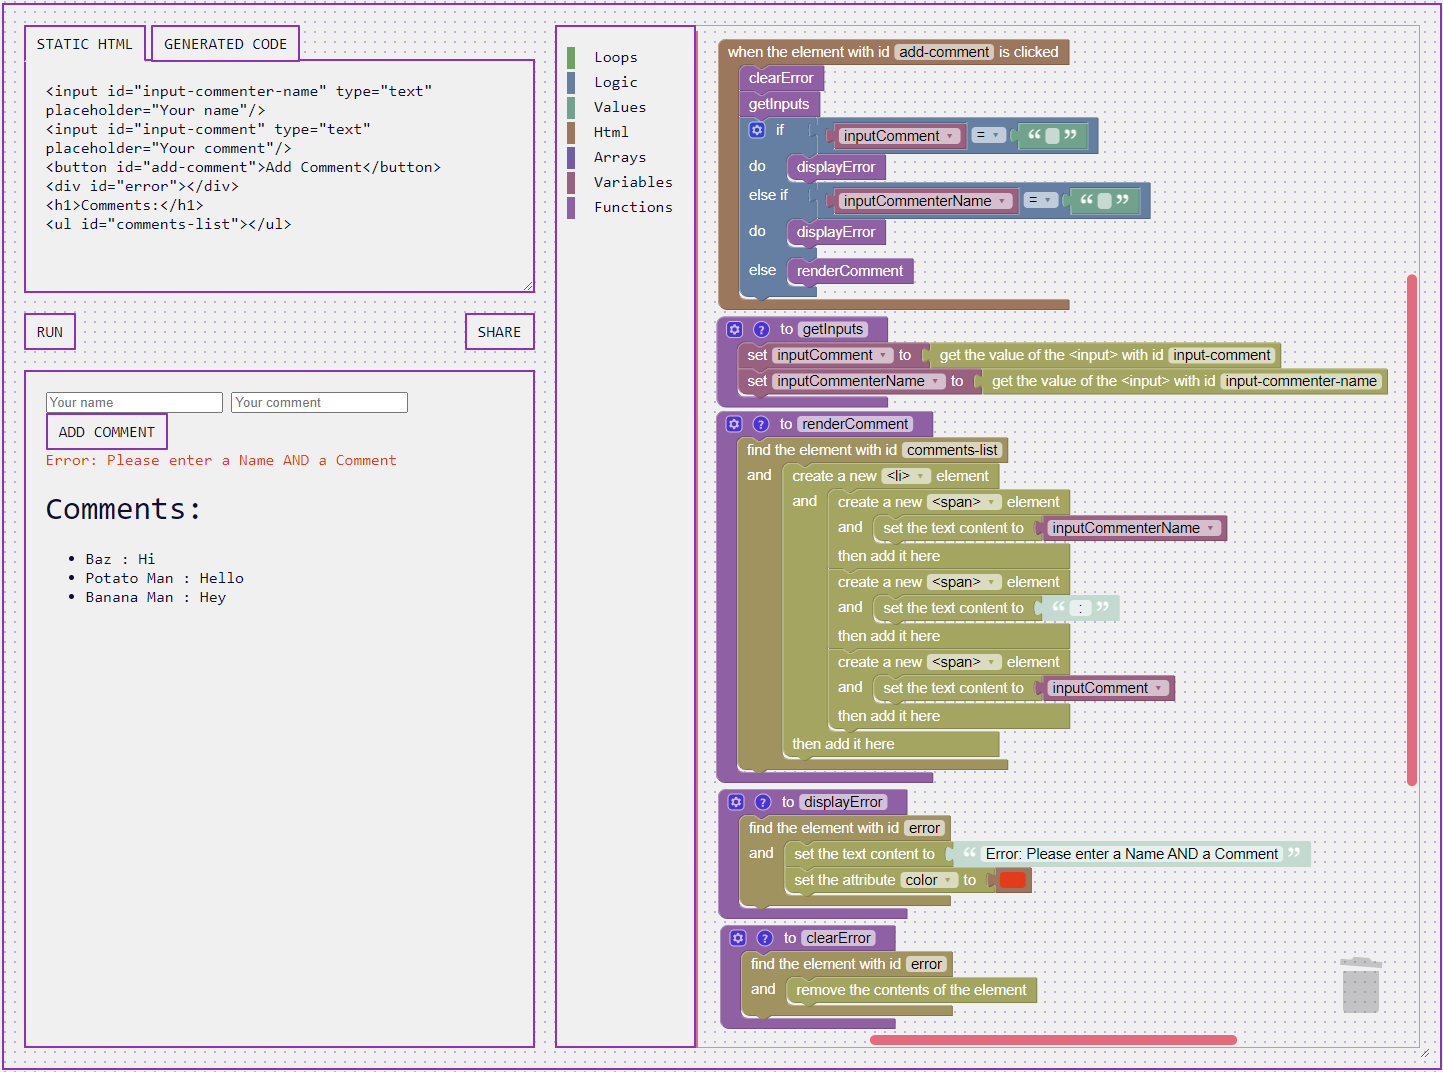 STATIC HTML
GENERATED CODE
<input id="input-commenter-name" type="text"
placeholder="Your name"/>
<input id="input-comment" type="text"
placeholder="Your comment"/>
<button id="add-comment">Add Comment</button>
<div id="error"></div>
<h1>Comments:</h1>
<ul id="comments-list"></ul>
RUN
SHARE
Your name
Your comment
ADD COMMENT
Error: Please enter a Name AND a Comment
Comments:
• Baz : Hi
• Potato Man : Hello
• Banana Man : Hey
Loops
Logic
Values
Html
Arrays
Variables
Functions
when the element with id add-comment is clicked
clearError
getInputs
if inputComment = “ ”
do displayError
else if inputCommenterName = “ ”
do displayError
else renderComment
? to getInputs
set inputComment to get the value of the <input> with id input-comment
set inputCommenterName to get the value of the <input> with id input-commenter-name
? to renderComment
find the element with id comments-list
and create a new <li> element
and create a new <span> element
and set the text content to inputCommenterName
then add it here
create a new <span> element
and set the text content to “ : ”
then add it here
create a new <span> element
and set the text content to inputComment
then add it here
then add it here
? to displayError
find the element with id error
and set the text content to “ Error: Please enter a Name AND a Comment ”
set the attribute color to
? to clearError
find the element with id error
and remove the contents of the element